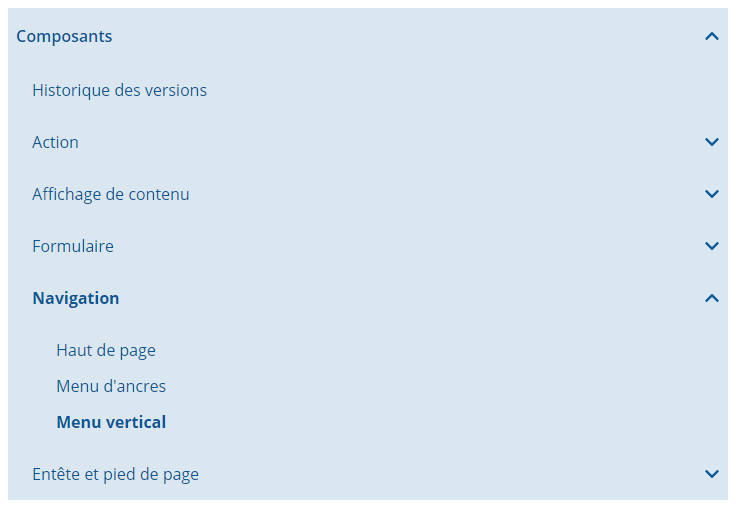 Composants
Historique des versions
Action
Affichage de contenu
Formulaire
Navigation
Haut de page
Menu d'ancres
Menu vertical
Entête et pied de page